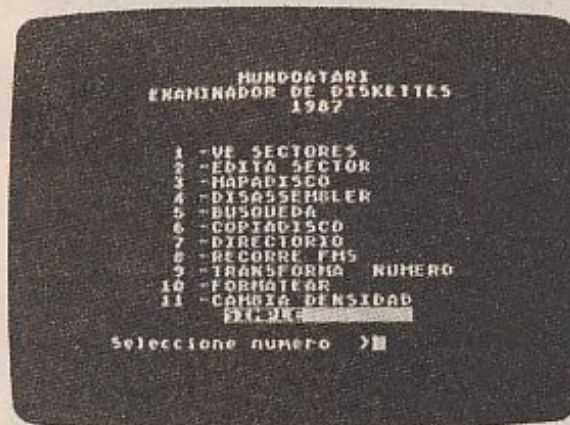 MUNDOATARI
EXAMINADOR DE DISKETTES
1987
1 -VE SECTORES
2 -EDITA SECTOR
3 -MAPADISCO
4 -DISASSEMBLER
5 -BUSQUEDA
6 -COPIADISCO
7 -DIRECTORIO
8 -RECORRE FMS
9 -TRANSFORMA NUMERO
10 -FORMATEAR
11 -CAMBIA DENSIDAD
SIMPLE
Seleccione numero >